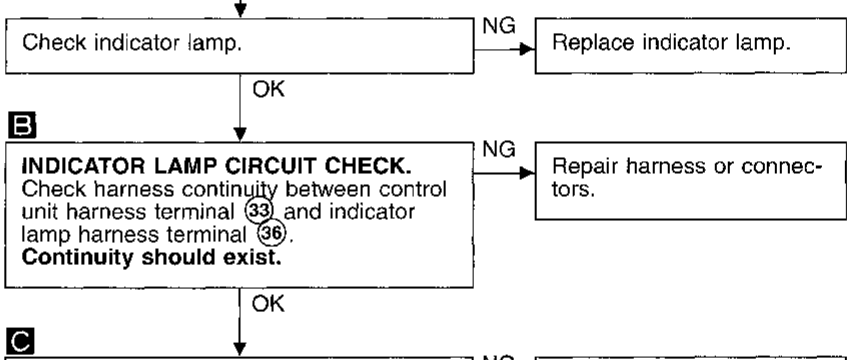 Check indicator lamp.
NG
Replace indicator lamp.
OK
B
INDICATOR LAMP CIRCUIT CHECK.
Check harness continuity between control
unit harness terminal 33 and indicator
lamp harness terminal 36.
Continuity should exist.
NG
Repair harness or connec-
tors.
OK
C
NG